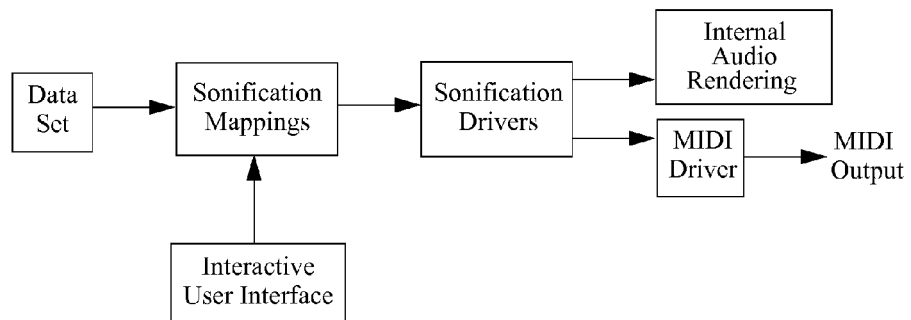 Internal
Audio
Rendering
Data
Set
Sonification
Mappings
Sonification
Drivers
MIDI
Driver
MIDI
Output
Interactive
User Interface